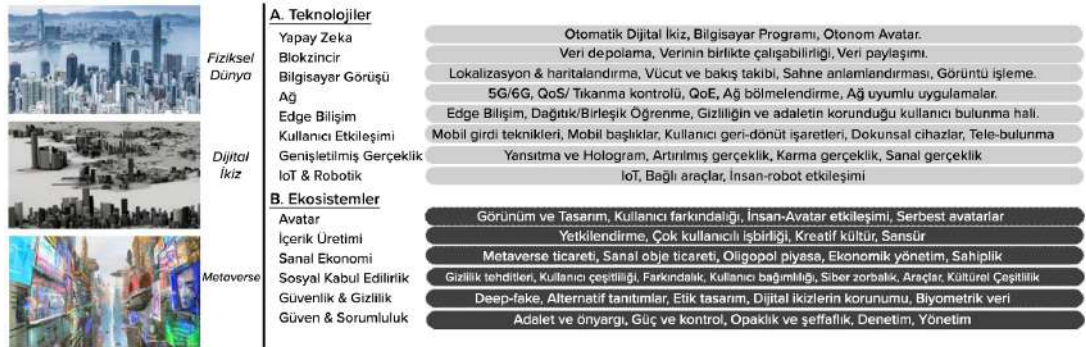 Fiziksel
Dünya
Dijital
İkiz
Metaverse
A. Teknolojiler
Yapay Zeka Otomatik Dijital İkiz, Bilgisayar Programı, Otonom Avatar.
Blokzincir Veri depolama, Verinin birlikte çalışabilirliği, Veri paylaşımı.
Bilgisayar Görüşü Lokalizasyon & haritalandırma, Vücut ve bakış takibi, Sahne anlamlandırması, Görüntü işleme.
Ağ 5G/6G, QoS/ Tıkanma kontrolü, QoE, Ağ bölmelendirme, Ağ uyumlu uygulamalar.
Edge Bilişim Edge Bilişim, Dağıtık/Birleşik Öğrenme, Gizliliğin ve adaletin korunduğu kullanıcı bulunma hali.
Kullanıcı Etkileşimi Mobil girdi teknikleri, Mobil başlıklar, Kullanıcı geri-dönüt işaretleri, Dokunsal cihazlar, Tele-bulunma
Genişletilmiş Gerçeklik Yansıtma ve Hologram, Artırılmış gerçeklik, Karma gerçeklik, Sanal gerçeklik
IoT & Robotik IoT, Bağlı araçlar, İnsan-robot etkileşimi
B. Ekosistemler
Avatar Görünüm ve Tasarım, Kullanıcı farkındalığı, İnsan-Avatar etkileşimi, Serbest avatarlar
İçerik Üretimi Yetkilendirme, Çok kullanıcılı işbirliği, Kreatif kültür, Sansür
Sanal Ekonomi Metaverse ticareti, Sanal obje ticareti, Oligopol piyasa, Ekonomik yönetim, Sahiplik
Sosyal Kabul Edilirlik Gizlilik tehditleri, Kullanıcı çeşitliliği, Farkındalık, Kullanıcı bağımlılığı, Siber zorbalık, Araçlar, Kültürel Çeşitlilik
Güvenlik & Gizlilik Deep-fake, Alternatif tanıtımlar, Etik tasarım, Dijital ikizlerin korunumu, Biyometrik veri
Güven & Sorumluluk Adalet ve önyargı, Güç ve kontrol, Opaklık ve şeffaflık, Denetim, Yönetim